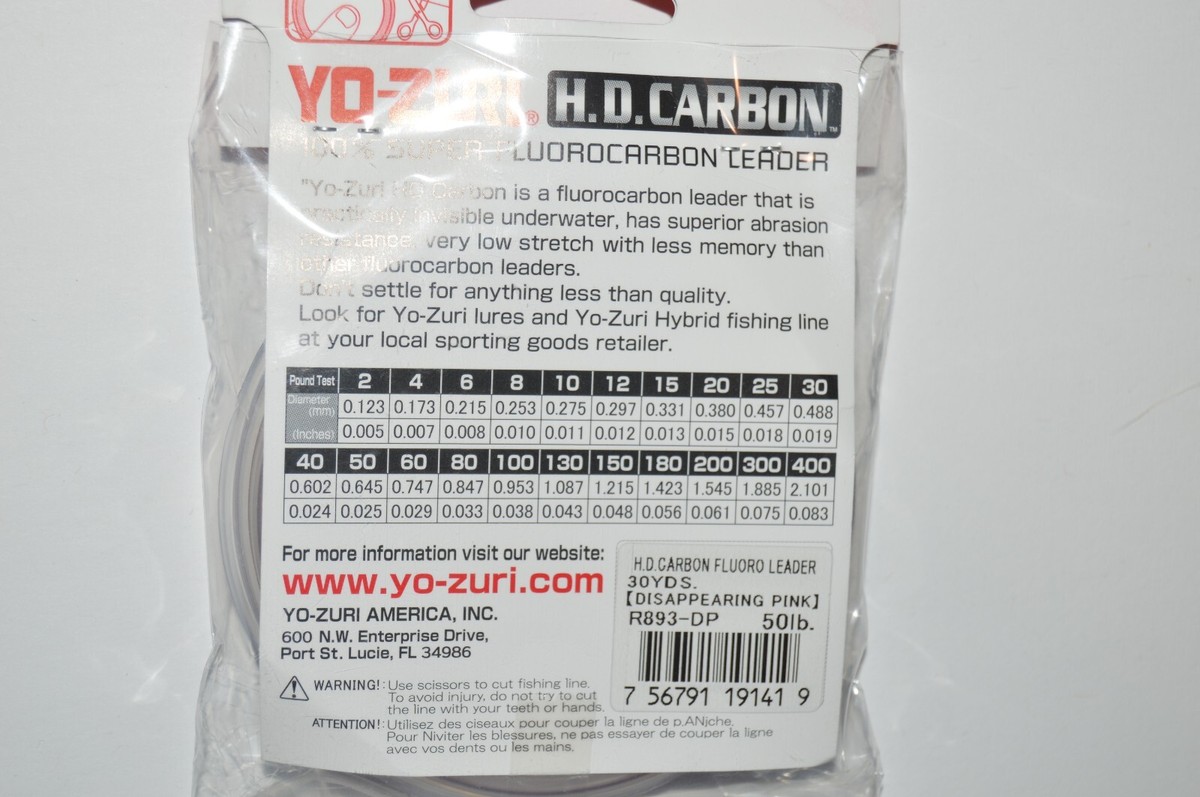 YO-ZURI® H.D.CARBON™
100% SUPER FLUOROCARBON LEADER
"Yo-Zuri HD carbon is a fluorocarbon leader that is
practically invisible underwater, has superior abrasion
resistance, very low stretch with less memory than
other fluorocarbon leaders.
Don't settle for anything less than quality.
Look for Yo-Zuri lures and Yo-Zuri Hybrid fishing line
at your local sporting goods retailer.
Pound Test 2 4 6 8 10 12 15 20 25 30
Diameter (mm) 0.123 0.173 0.215 0.253 0.275 0.297 0.331 0.380 0.457 0.488
(Inches) 0.005 0.007 0.008 0.010 0.011 0.012 0.013 0.015 0.018 0.019
40 50 60 80 100 130 150 180 200 300 400
0.602 0.645 0.747 0.847 0.953 1.087 1.215 1.423 1.545 1.885 2.101
0.024 0.025 0.029 0.033 0.038 0.043 0.048 0.056 0.061 0.075 0.083
For more information visit our website:
www.yo-zuri.com
YO-ZURI AMERICA, INC.
600 N.W. Enterprise Drive,
Port St. Lucie, FL 34986
H.D.CARBON FLUORO LEADER
30YDS.
【DISAPPEARING PINK】
R893-DP 50lb.
7 56791 19141 9
WARNING!: Use scissors to cut fishing line.
To avoid injury, do not try to cut
the line with your teeth or hands.
ATTENTION!: Utilisez des ciseaux pour couper la ligne de p.ANjche.
Pour Niviter les blessures, ne pas essayer de couper la ligne
avec vos dents ou les mains.